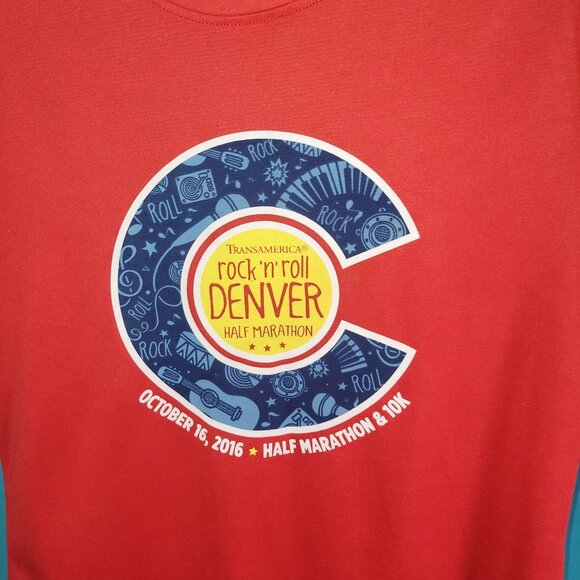 ROCK
ROLL
ROCK
TRANSAMERICA®
rock 'n' roll
DENVER
HALF MARATHON
ROLL
ROCK
ROLL
OCTOBER 16, 2016 ★ HALF MARATHON & 10K